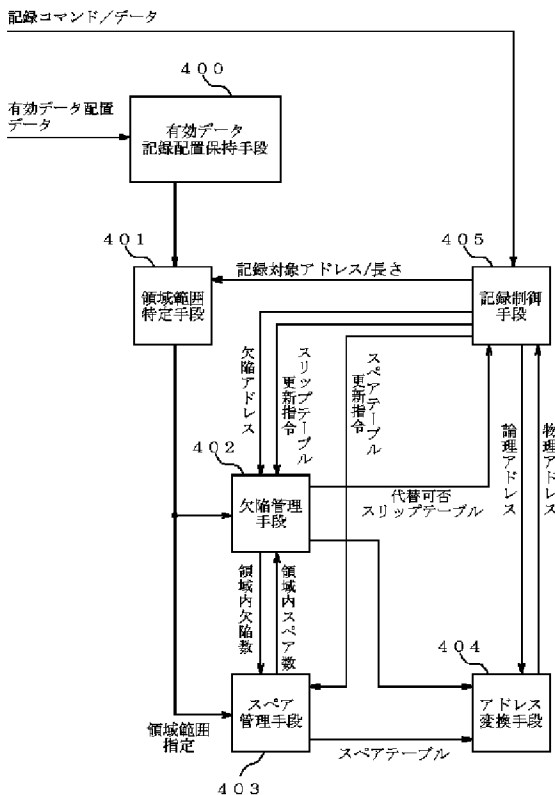 記録コマンド／データ
400
有効データ配置
データ
有効データ
記録配置保持手段
401
405
記録対象アドレス/長さ
領域範囲
特定手段
記録制御
手段
欠陥アドレス
スリップテーブル
更新指令
スペアテーブル
更新指令
論理アドレス
物理アドレス
402
欠陥管理
手段
代替可否
スリップテーブル
領域内欠陥数
領域内スペア数
404
スペア
管理手段
アドレス
変換手段
領域範囲
指定
スペアテーブル
403